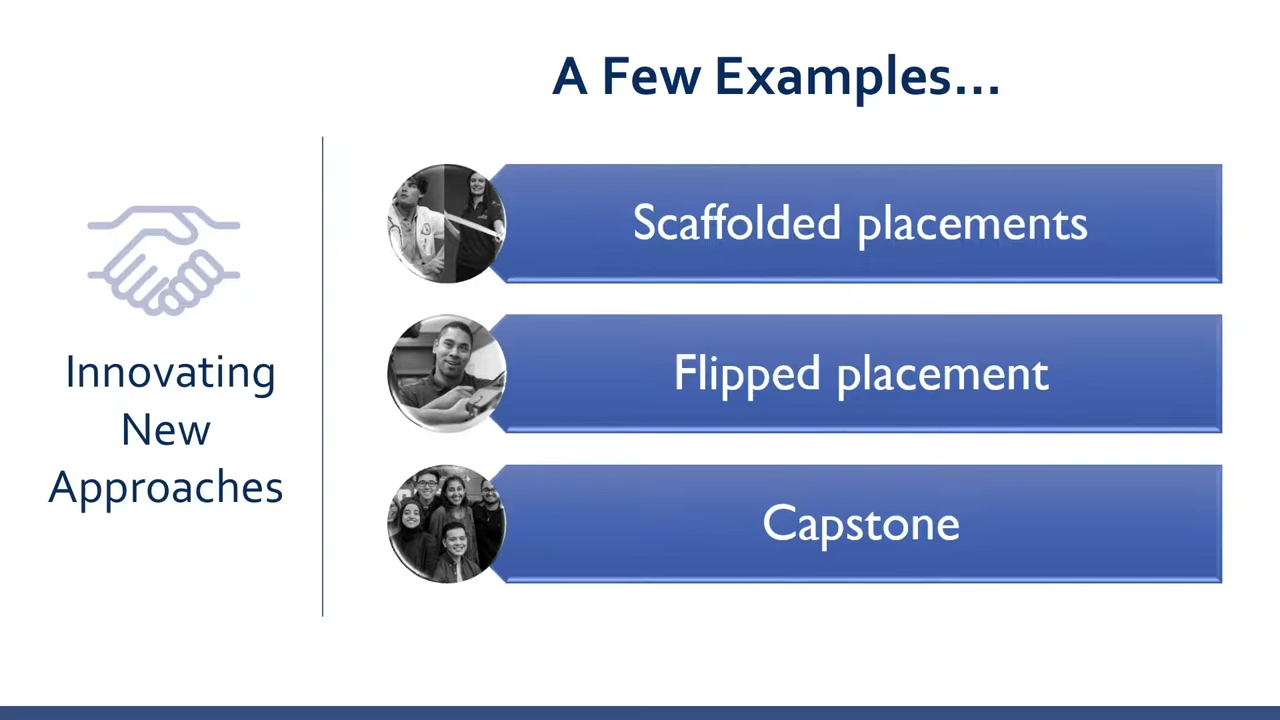 A Few Examples...
Innovating
New
Approaches
Scaffolded placements
Flipped placement
Capstone